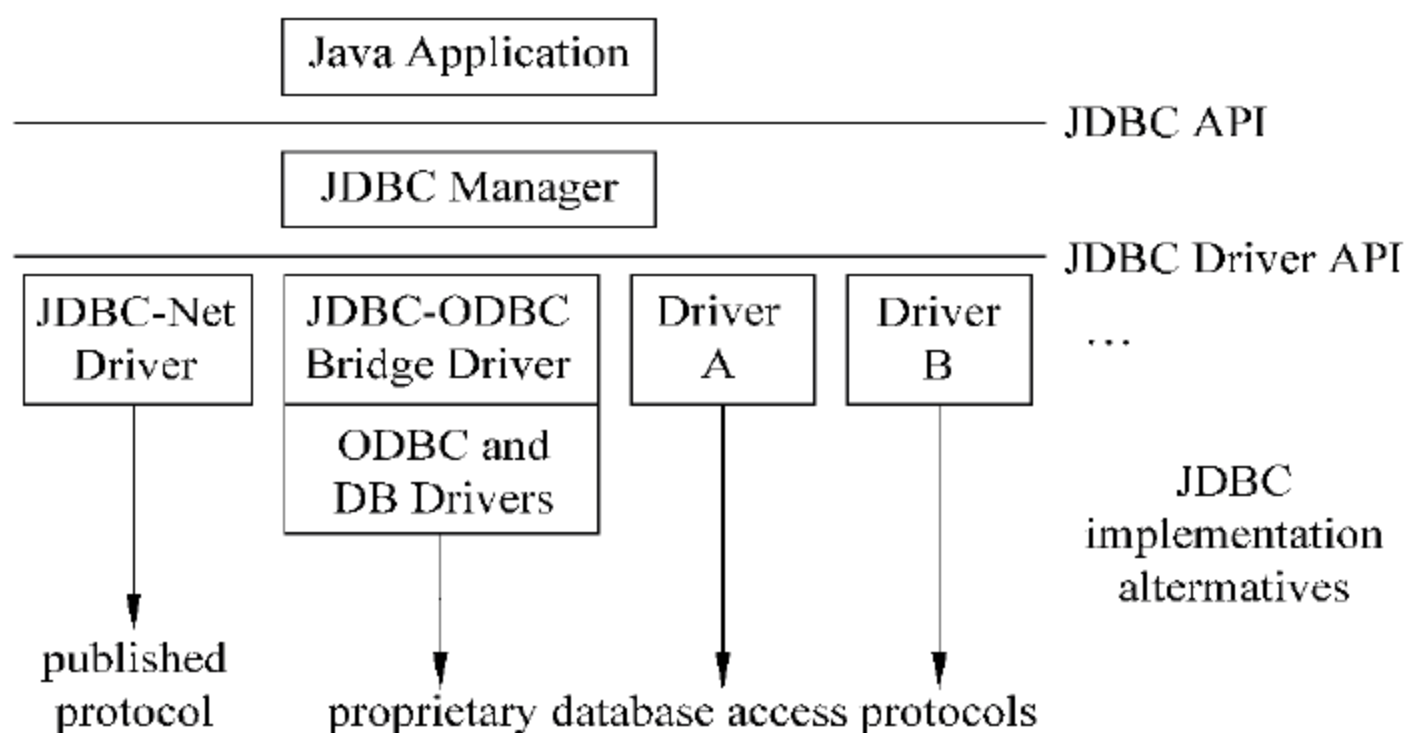 Java Application
JDBC API
JDBC Manager
JDBC Driver API
JDBC-Net
Driver
JDBC-ODBC
Bridge Driver
ODBC and
DB Drivers
Driver
A
Driver
B
...
JDBC
implementation
altermatives
published
protocol
proprietary database access protocols